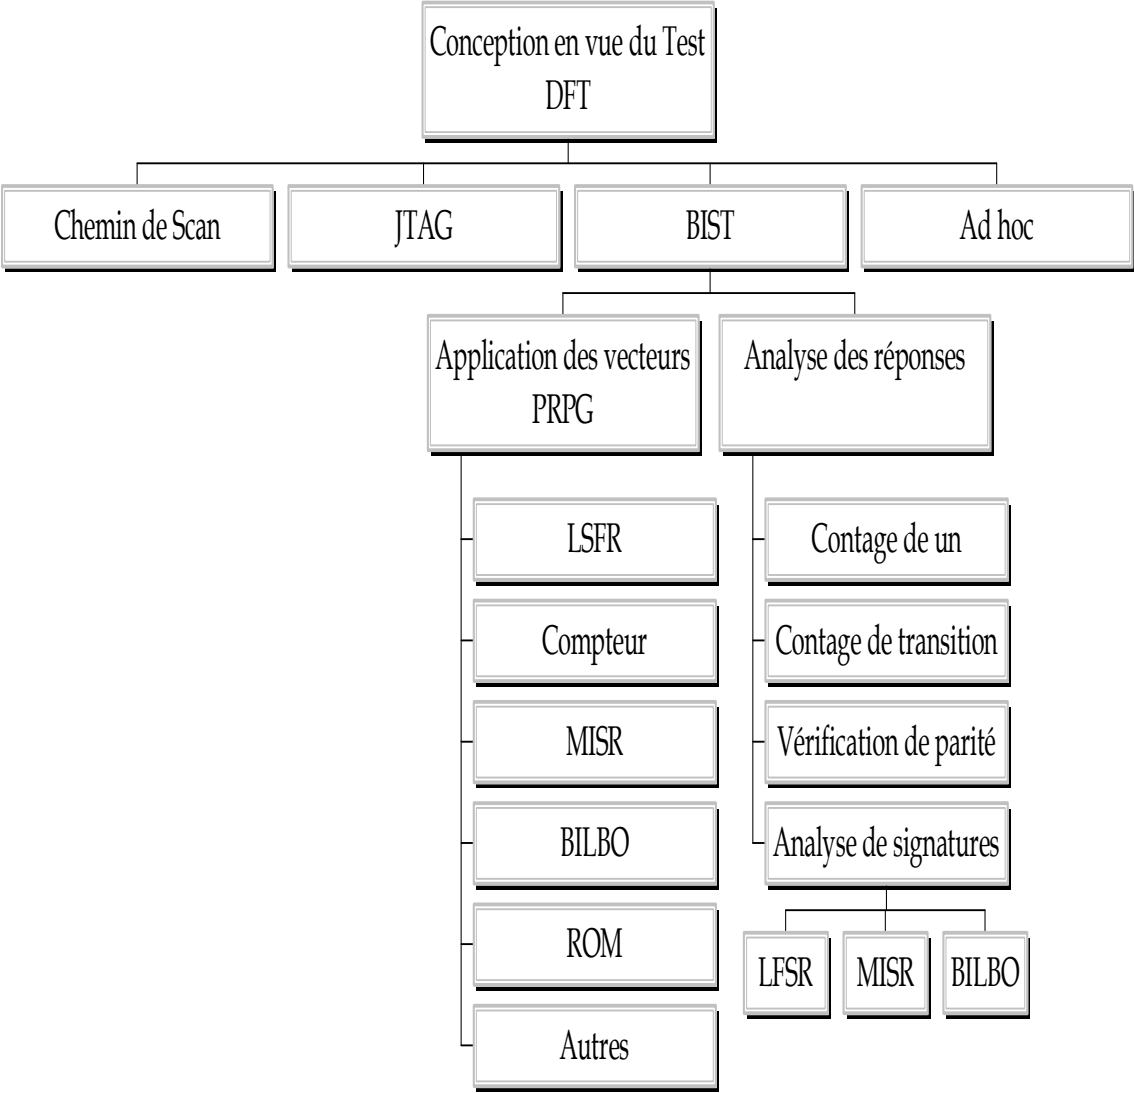 Conception en vue du Test
DFT
Chemin de Scan
JTAG
BIST
Ad hoc
Application des vecteurs
PRPG
Analyse des réponses
LSFR
Compteur
MISR
BILBO
ROM
Autres
Contage de un
Contage de transition
Vérification de parité
Analyse de signatures
LFSR
MISR
BILBO